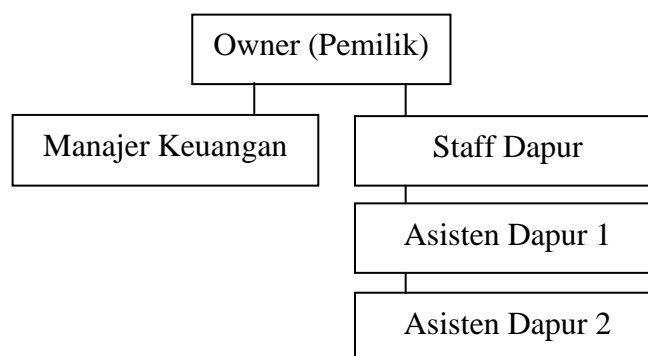 Owner (Pemilik)
Manajer Keuangan
Staff Dapur
Asisten Dapur 1
Asisten Dapur 2